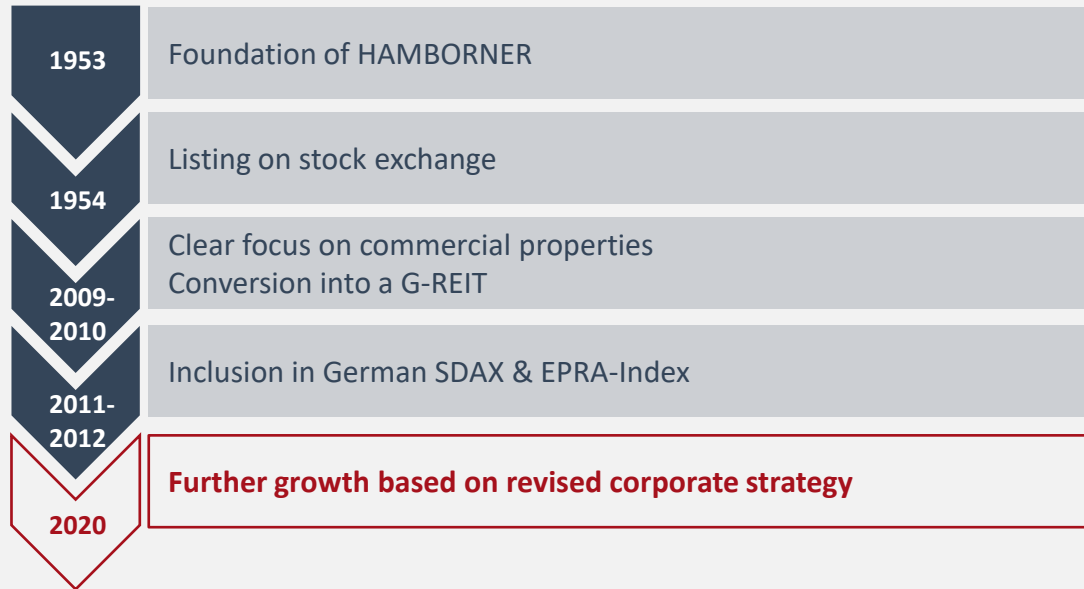 1953
Foundation of HAMBORNER
1954
Listing on stock exchange
2009-
2010
Clear focus on commercial properties
Conversion into a G-REIT
2011-
2012
Inclusion in German SDAX & EPRA-Index
2020
Further growth based on revised corporate strategy